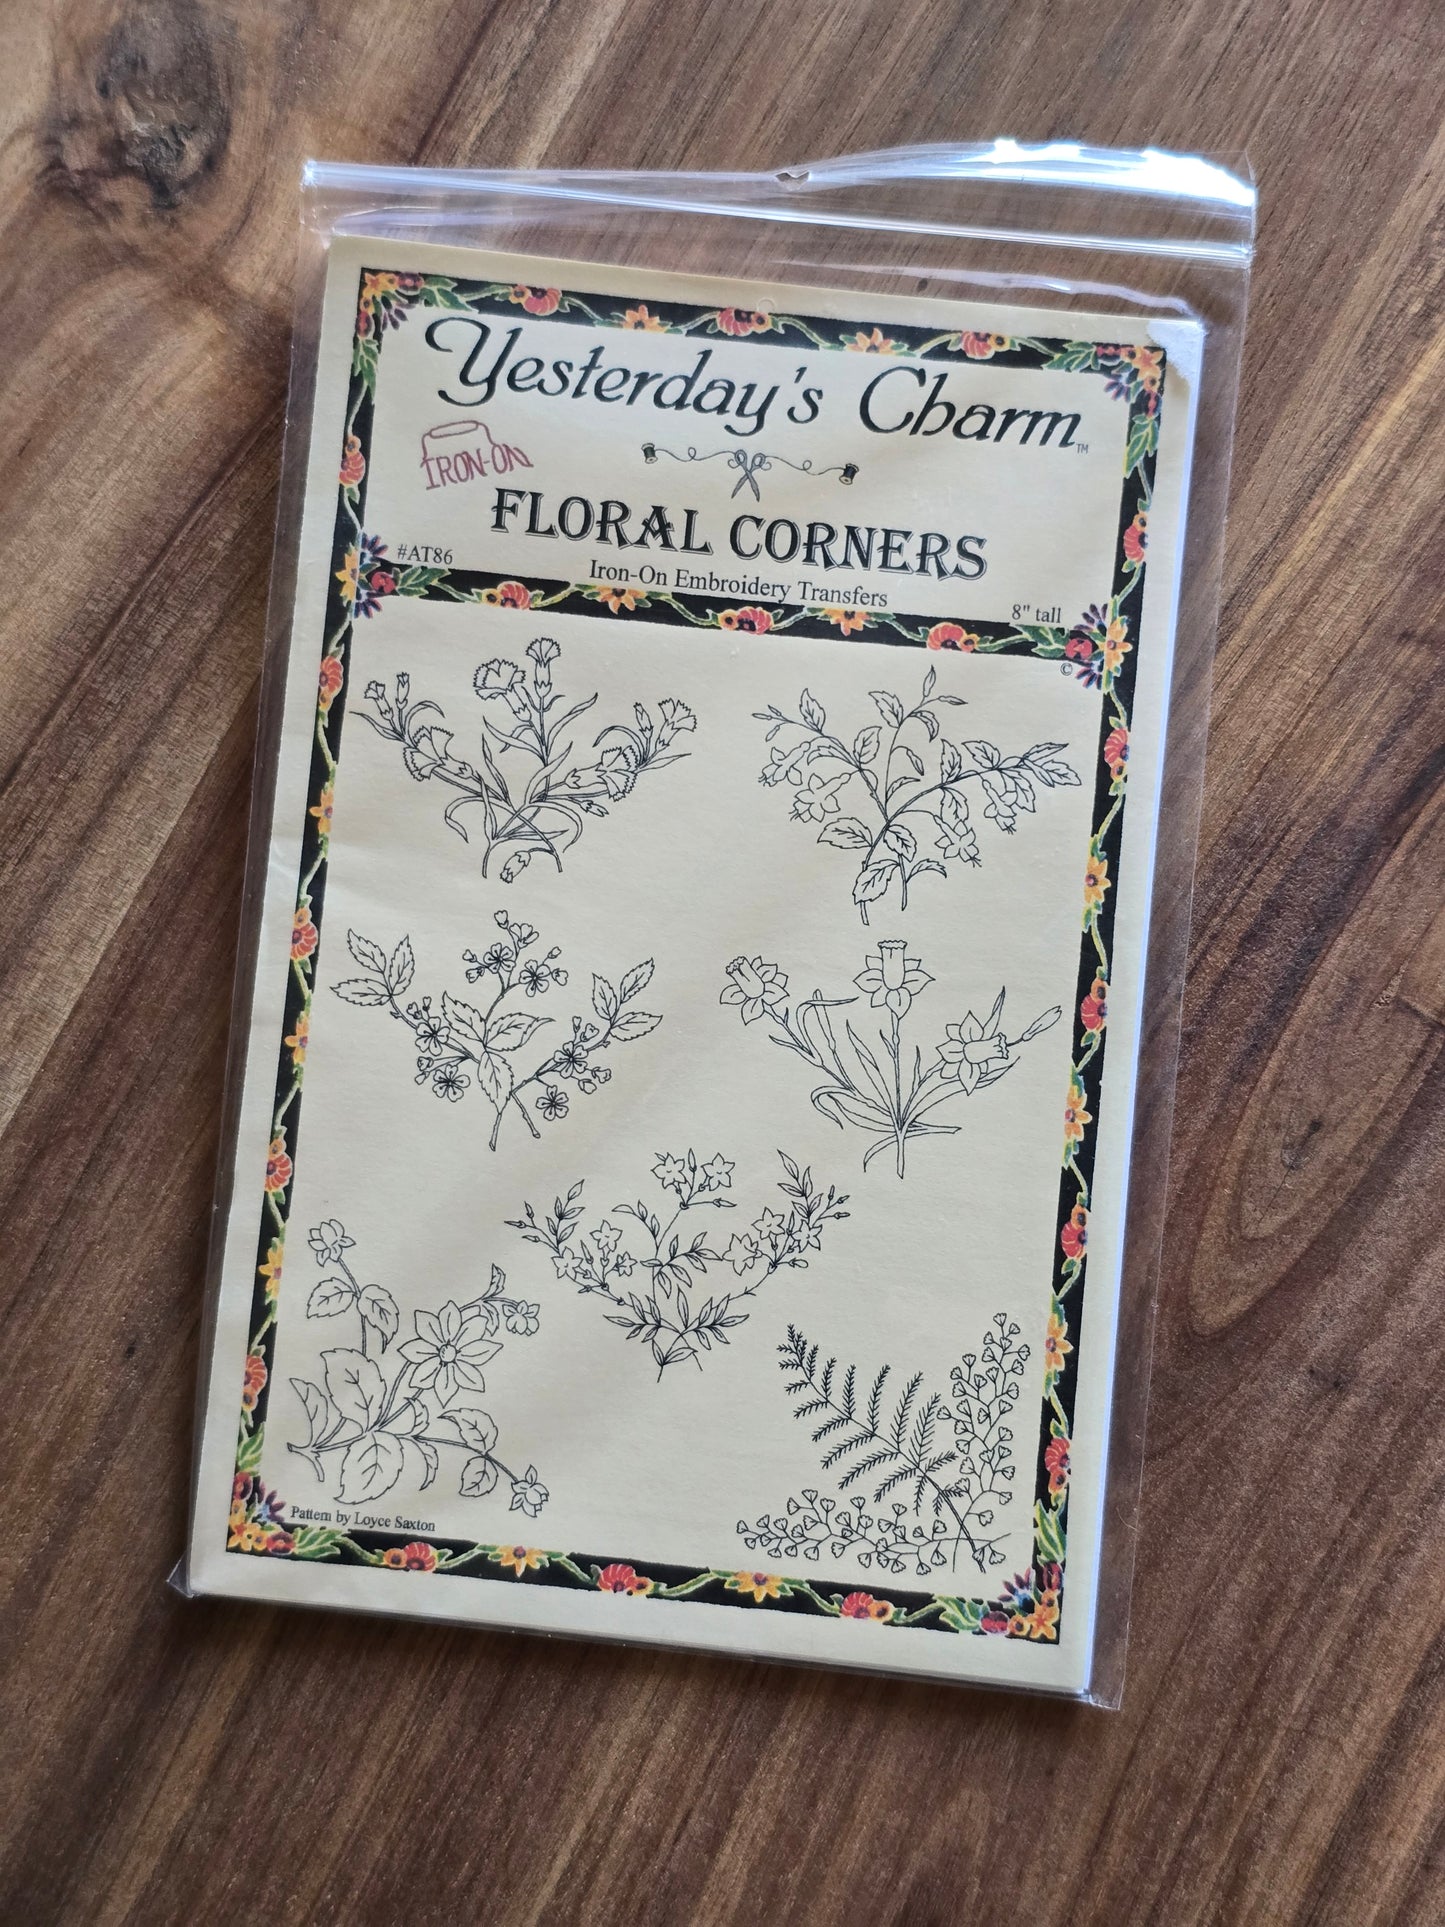 Yesterday's Charm™
IRON-ON
FLORAL CORNERS
#AT86
Iron-On Embroidery Transfers
8" tall
©
Pattern by Loyce Saxton